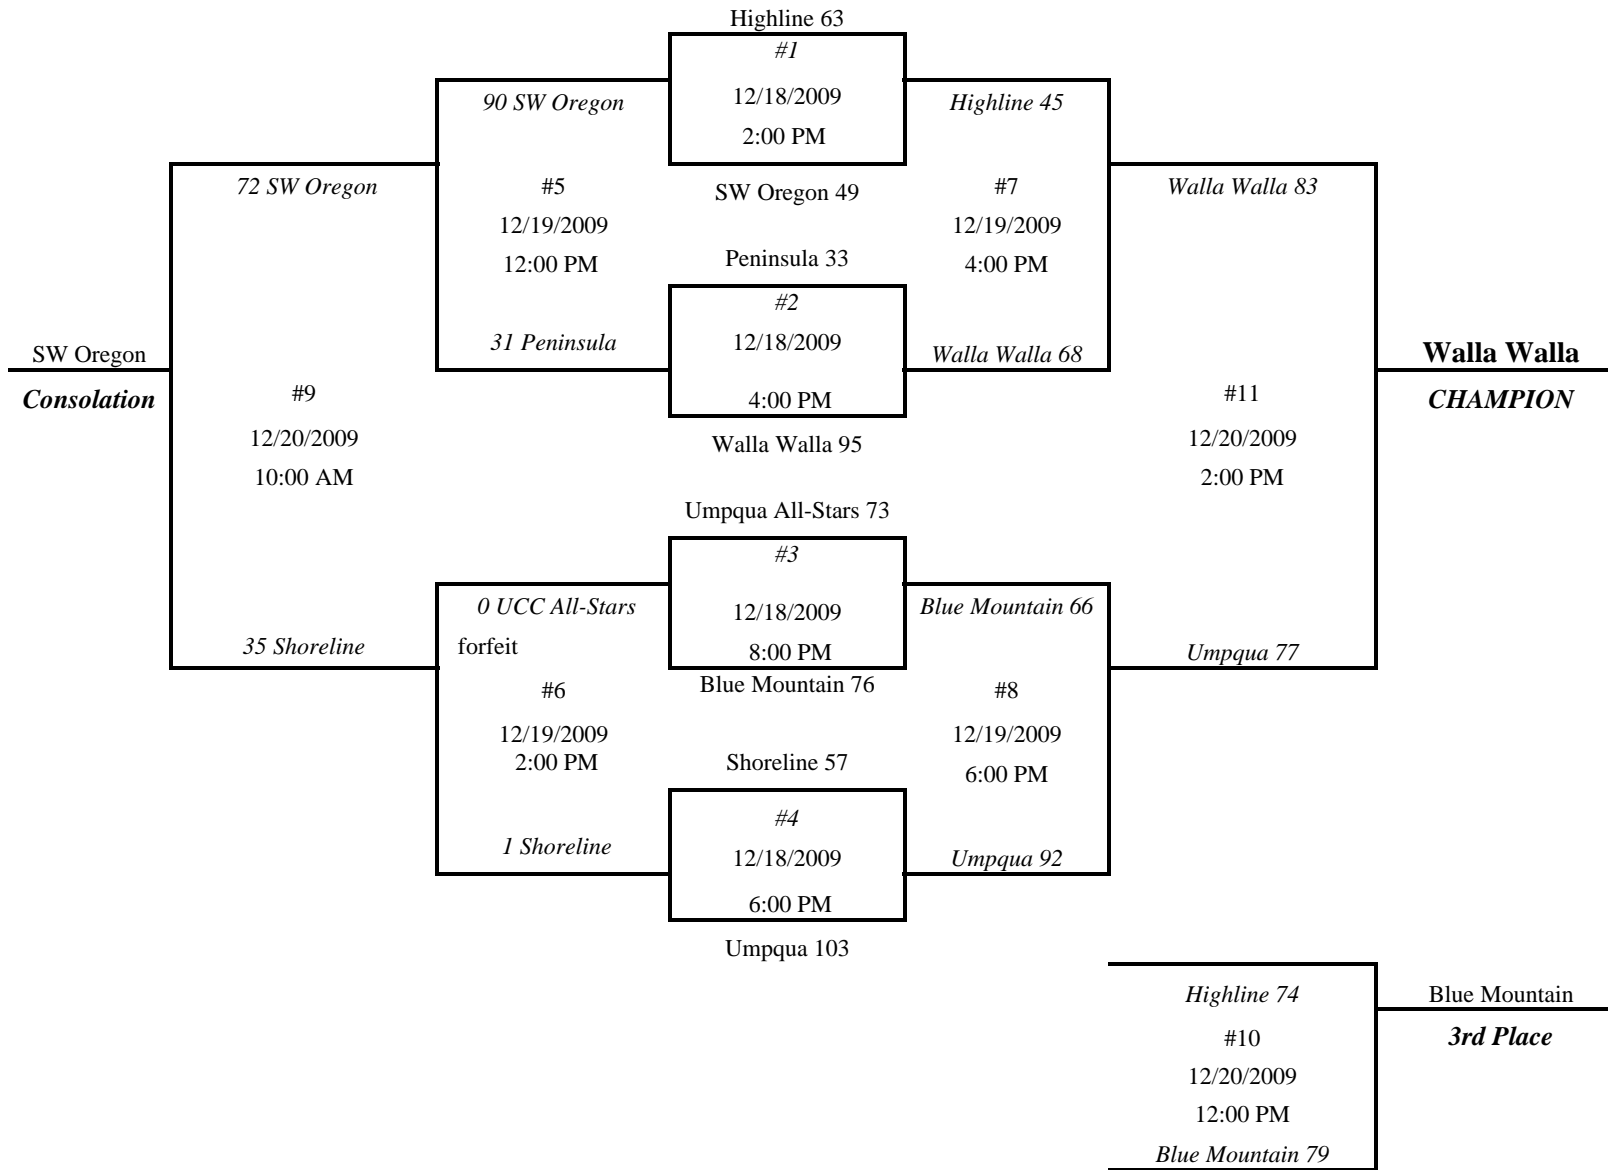 Highline 63
#1
90 SW Oregon
12/18/2009
Highline 45
2:00 PM
72 SW Oregon
#5
SW Oregon 49
#7
Walla Walla 83
12/19/2009
12/19/2009
12:00 PM
Peninsula 33
4:00 PM
#2
31 Peninsula
12/18/2009
Walla Walla 68
SW Oregon
Walla Walla
Consolation
#9
4:00 PM
#11
CHAMPION
12/20/2009
Walla Walla 95
12/20/2009
10:00 AM
2:00 PM
Umpqua All-Stars 73
#3
0 UCC All-Stars
12/18/2009
Blue Mountain 66
35 Shoreline
forfeit
8:00 PM
Umpqua 77
#6
Blue Mountain 76
#8
12/19/2009
12/19/2009
2:00 PM
Shoreline 57
6:00 PM
#4
1 Shoreline
12/18/2009
Umpqua 92
6:00 PM
Umpqua 103
Highline 74
Blue Mountain
#10
3rd Place
12/20/2009
12:00 PM
Blue Mountain 79